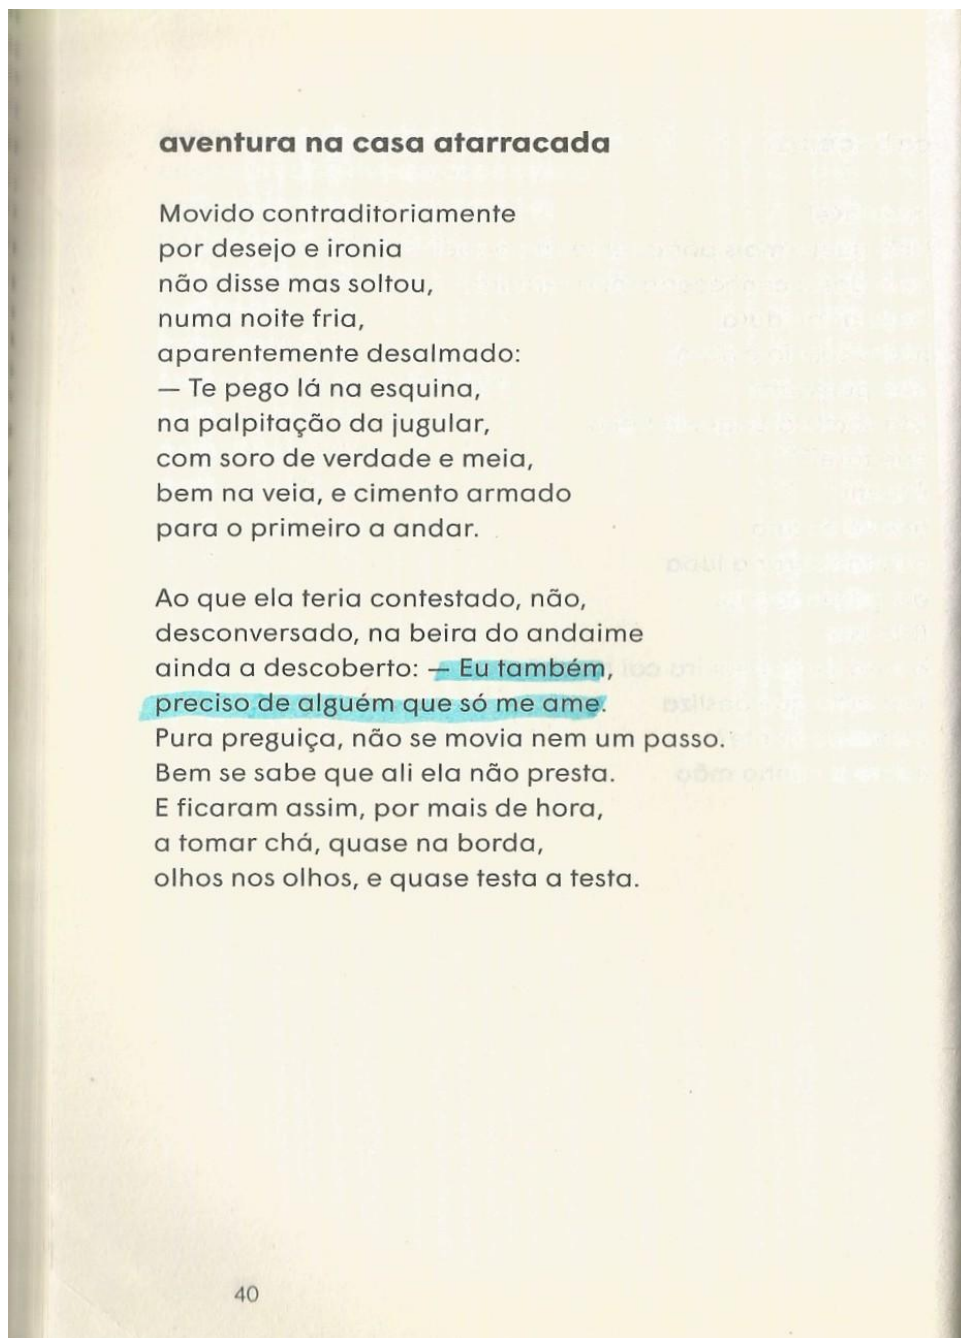 aventura na casa atarracada
Movido contraditoriamente
por desejo e ironia
não disse mas soltou,
numa noite fria,
aparentemente desalmado:
— Te pego lá na esquina,
na palpitação da jugular,
com soro de verdade e meia,
bem na veia, e cimento armado
para o primeiro a andar.
Ao que ela teria contestado, não,
desconversado, na beira do andaime
ainda a descoberto: — Eu também,
preciso de alguém que só me ame.
Pura preguiça, não se movia nem um passo.
Bem se sabe que ali ela não presta.
E ficaram assim, por mais de hora,
a tomar chá, quase na borda,
olhos nos olhos, e quase testa a testa.
40